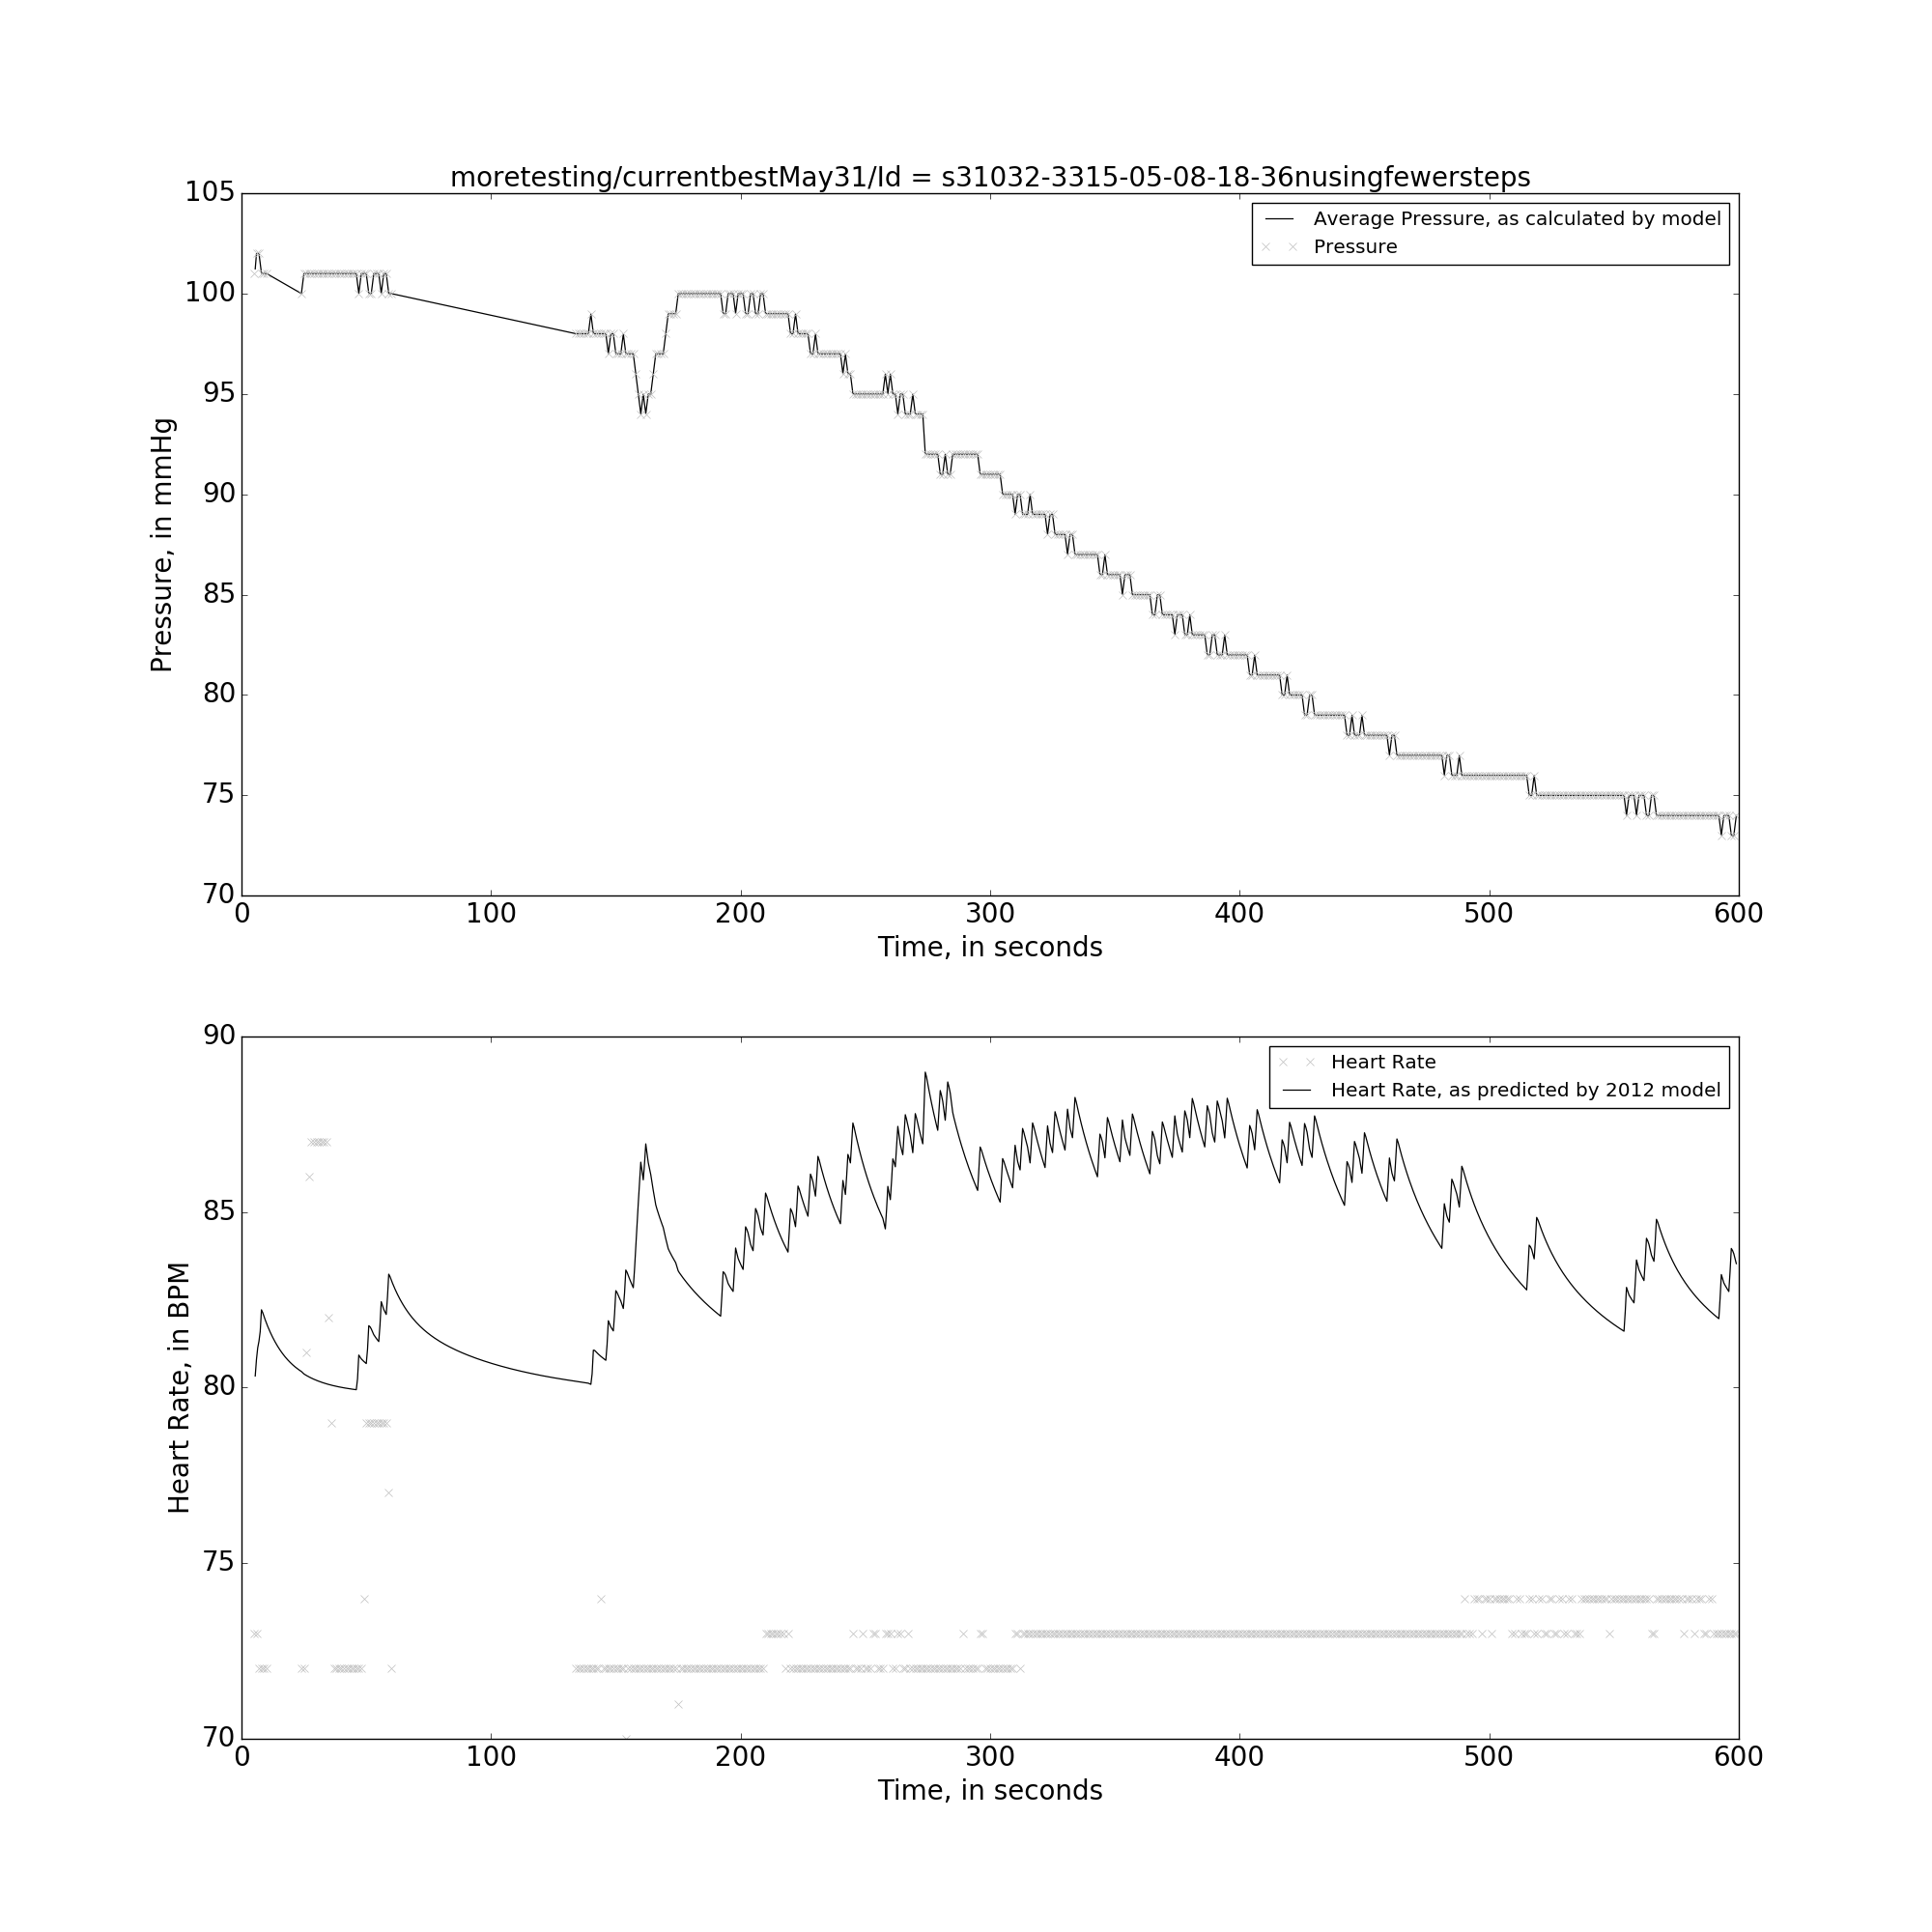 moretesting/currentbestMay31/Id = s31032-3315-05-08-18-36nusingfewersteps
105
100
95
90
85
80
75
70
Pressure, in mmHg
Average Pressure, as calculated by model
Pressure
0 100 200 300 400 500 600
Time, in seconds
90
85
80
75
70
Heart Rate, in BPM
Heart Rate
Heart Rate, as predicted by 2012 model
0 100 200 300 400 500 600
Time, in seconds